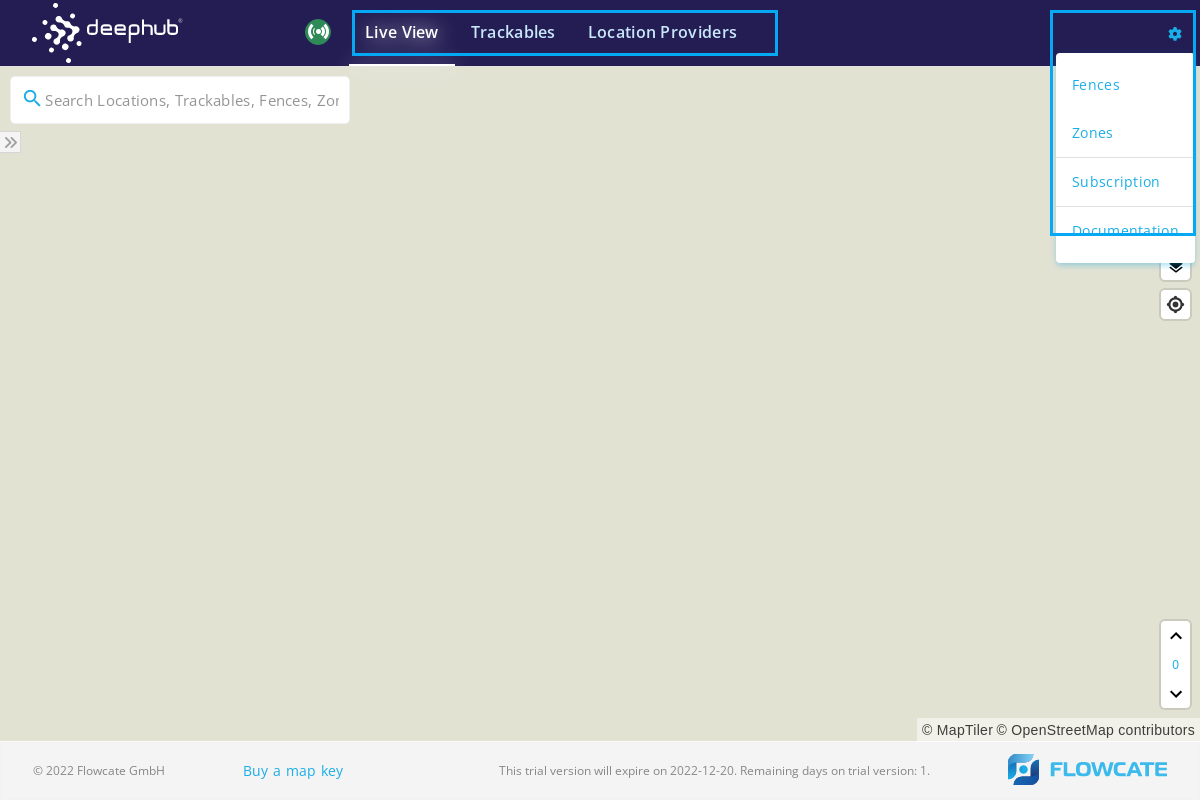 deephub®
Live View
Trackables
Location Providers
Search Locations, Trackables, Fences, Zon
Fences
Zones
Subscription
Documentation
0
© MapTiler © OpenStreetMap contributors
© 2022 Flowcate GmbH
Buy a map key
This trial version will expire on 2022-12-20. Remaining days on trial version: 1.
FLOWCATE